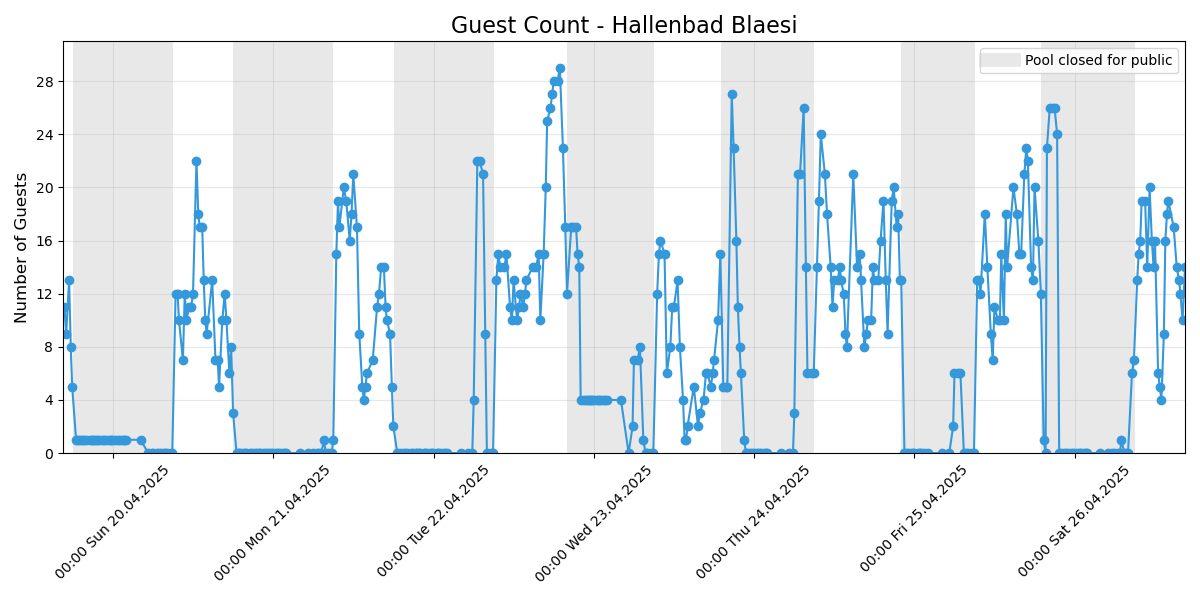 Guest Count - Hallenbad Blaesi
Pool closed for public
Number of Guests
28
24
20
16
12
8
4
0
00:00 Sun 20.04.2025
00:00 Mon 21.04.2025
00:00 Tue 22.04.2025
00:00 Wed 23.04.2025
00:00 Thu 24.04.2025
00:00 Fri 25.04.2025
00:00 Sat 26.04.2025